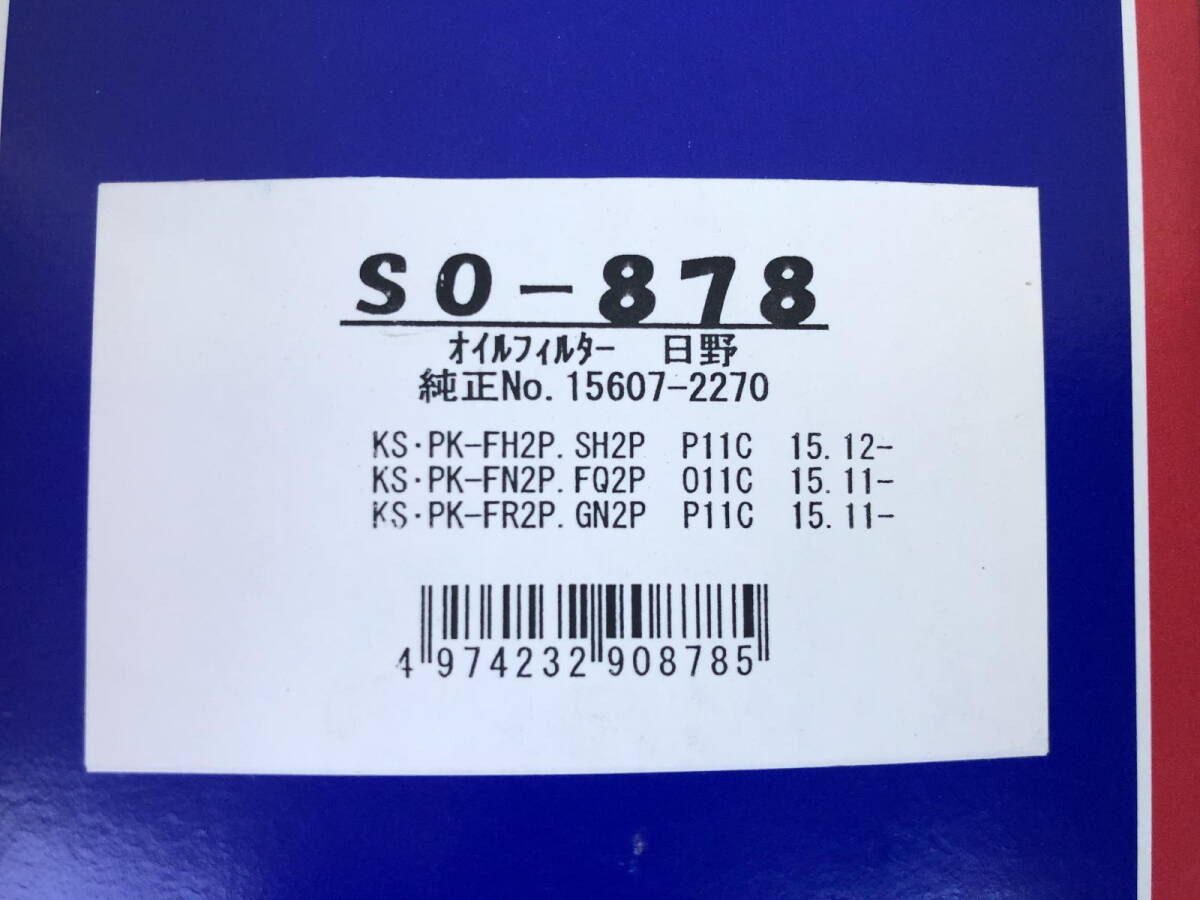 SO-878
オイルフィルター 日野
純正No.15607-2270
KS・PK-FH2P.SH2P P11C 15.12-
KS・PK-FN2P.FQ2P O11C 15.11-
KS・PK-FR2P.GN2P P11C 15.11-
4 974232 908785